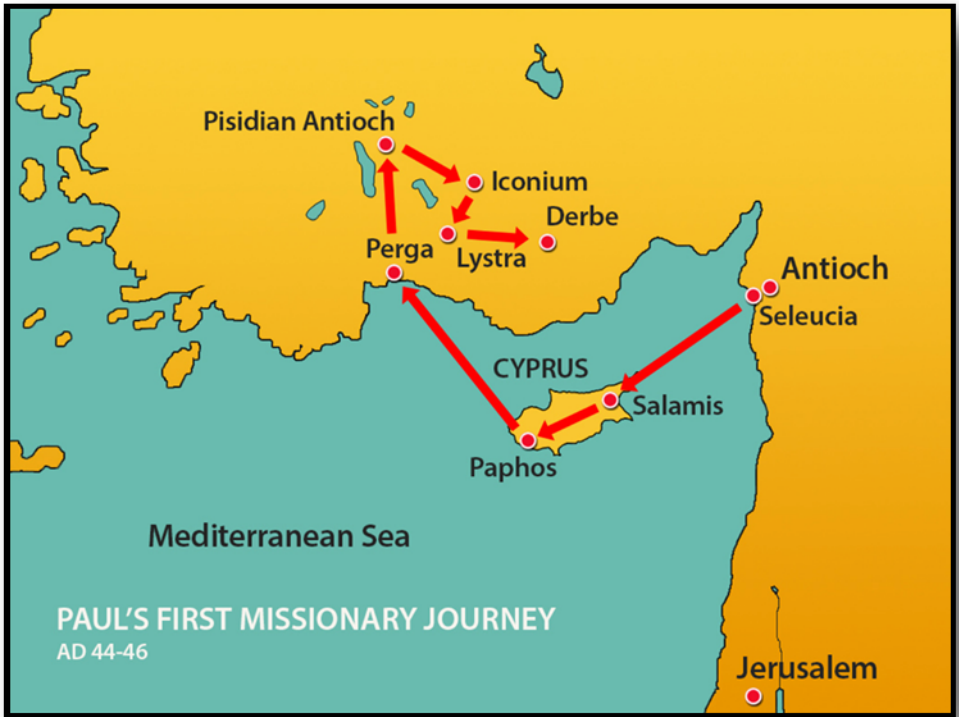 Pisidian Antioch
Iconium
Derbe
Perga
Lystra
Antioch
Seleucia
CYPRUS
Salamis
Paphos
Mediterranean Sea
PAUL'S FIRST MISSIONARY JOURNEY
AD 44-46
Jerusalem